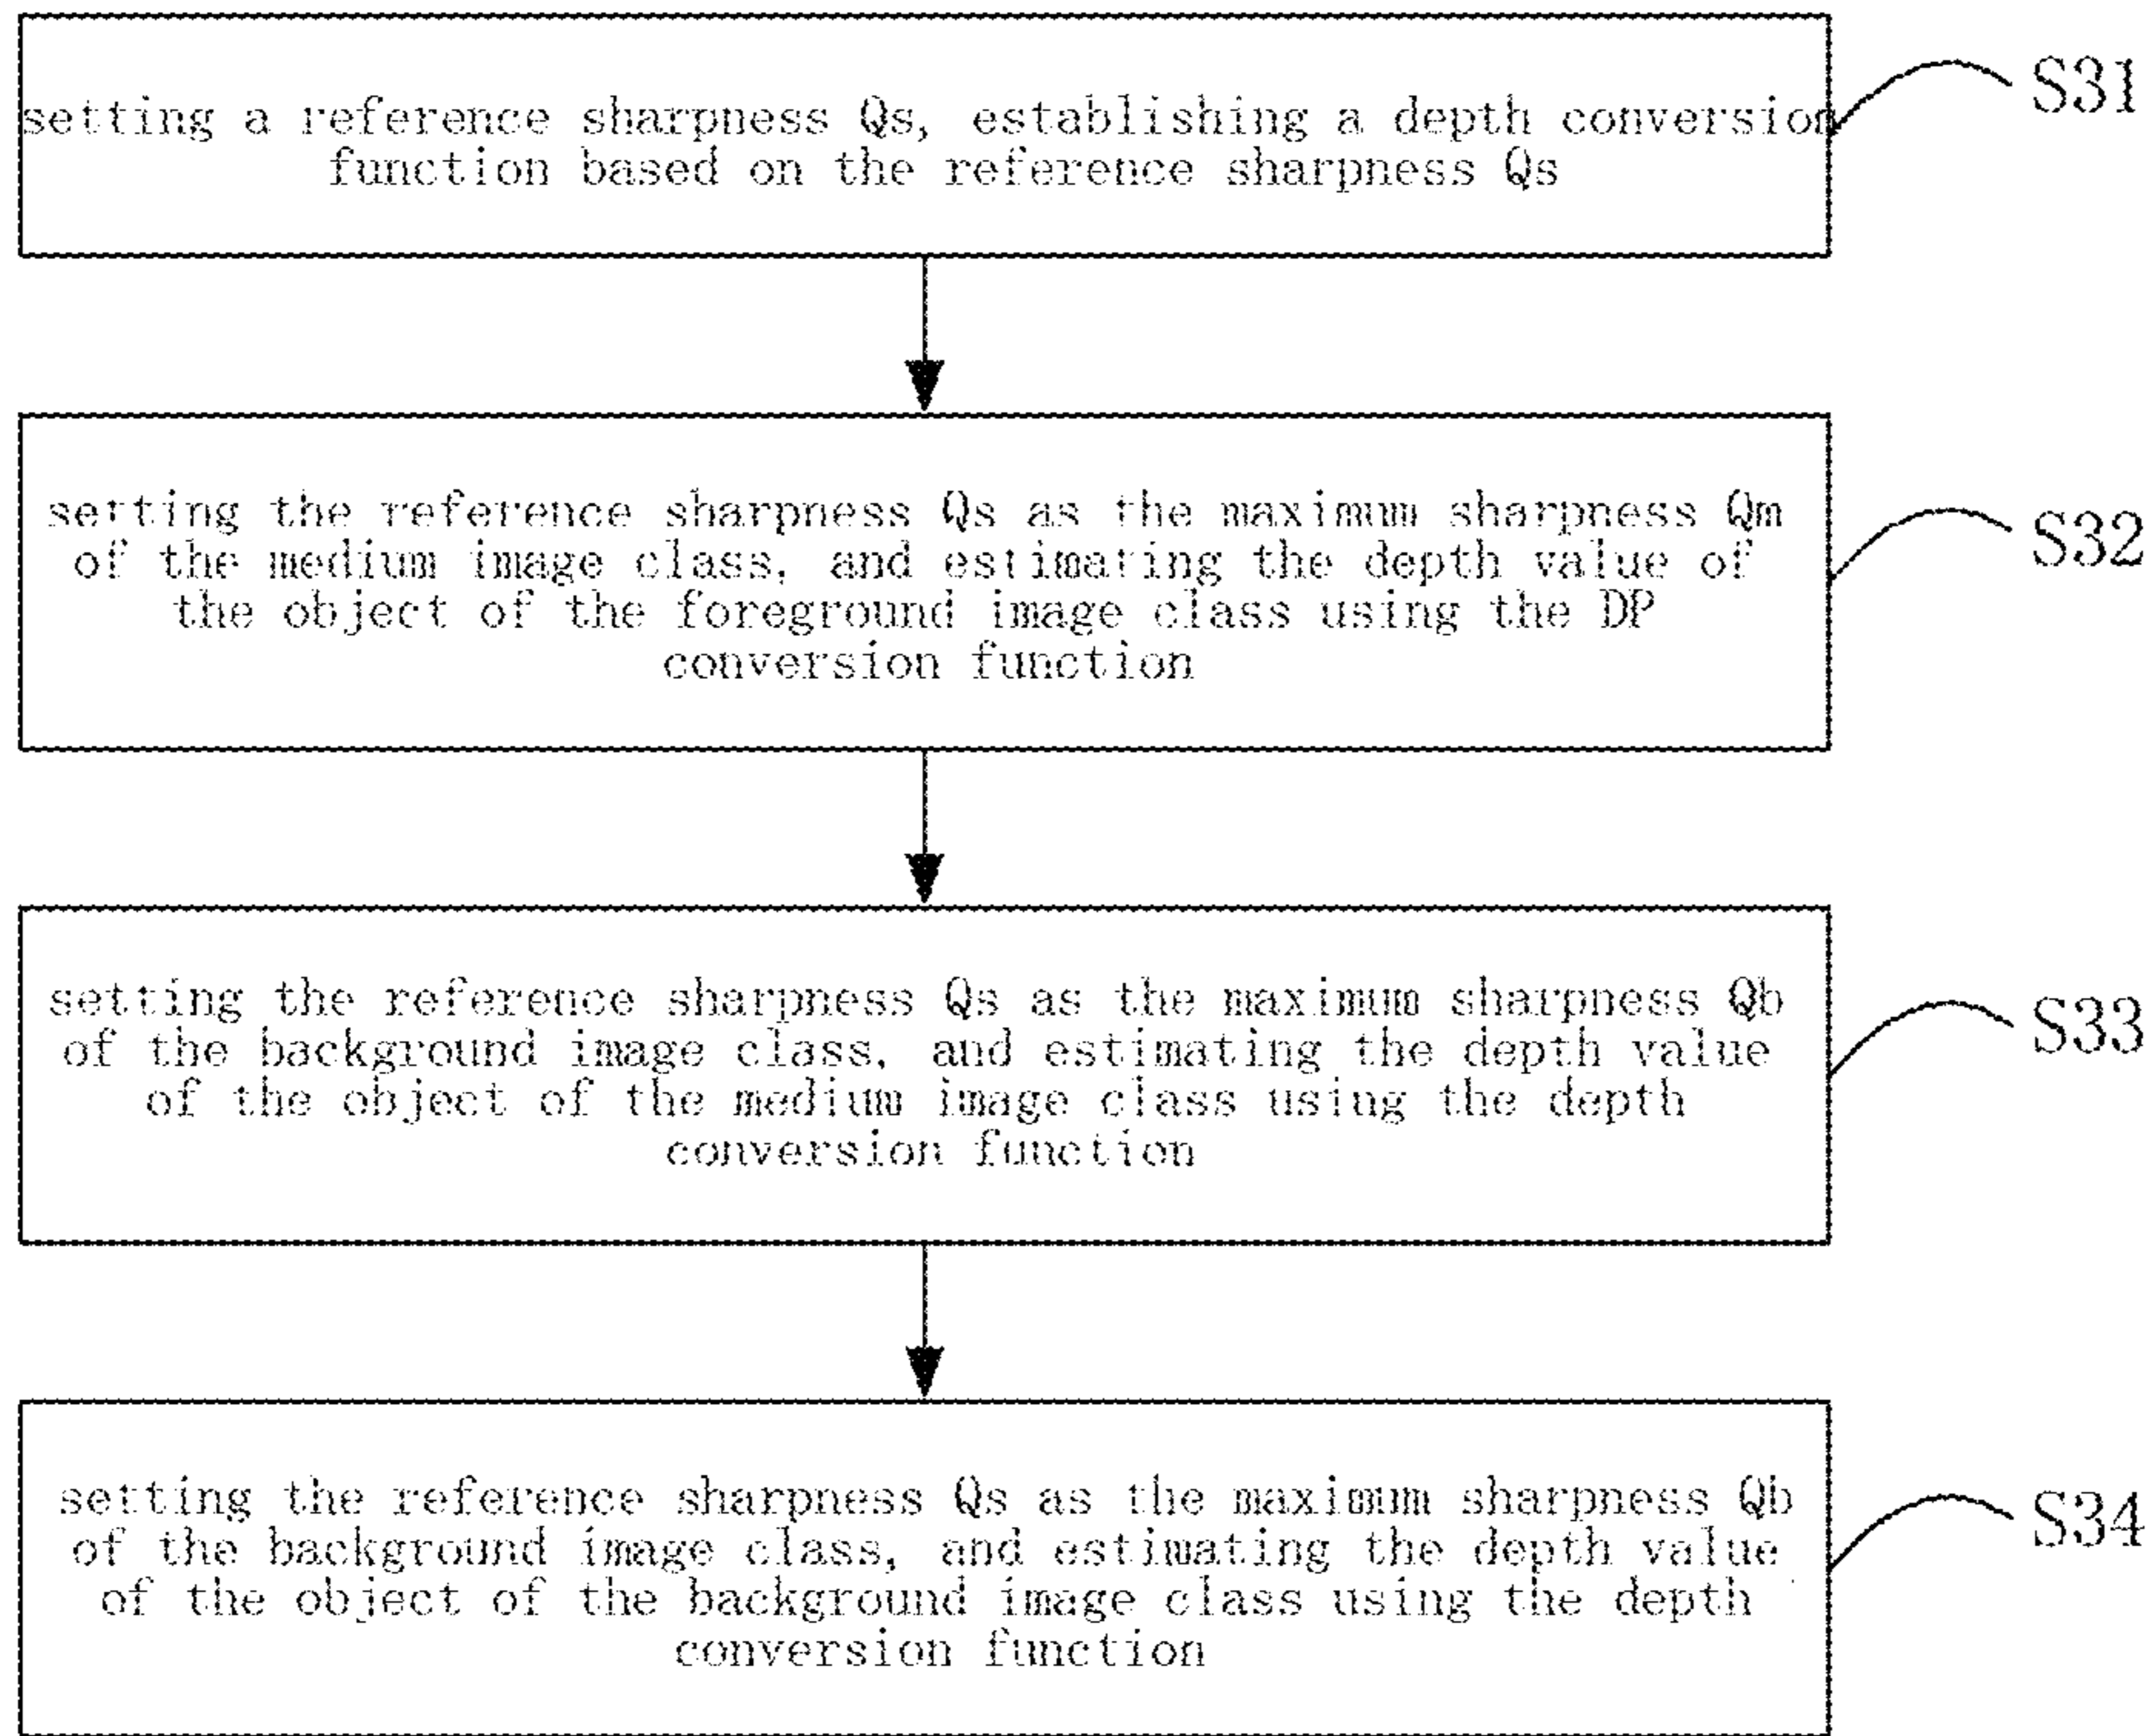 setting a reference sharpness Qs, establishing a depth conversion
function based on the reference sharpness Qs
S31
setting the reference sharpness Qs as the maximum sharpness Qm
of the medium image class, and estimating the depth value of
the object of the foreground image class using the DP
conversion function
S32
setting the reference sharpness Qs as the maximum sharpness Qb
of the background image class, and estimating the depth value
of the object of the medium image class using the depth
conversion function
S33
setting the reference sharpness Qs as the maximum sharpness Qb
of the background image class, and estimating the depth value
of the object of the background image class using the depth
conversion function
S34